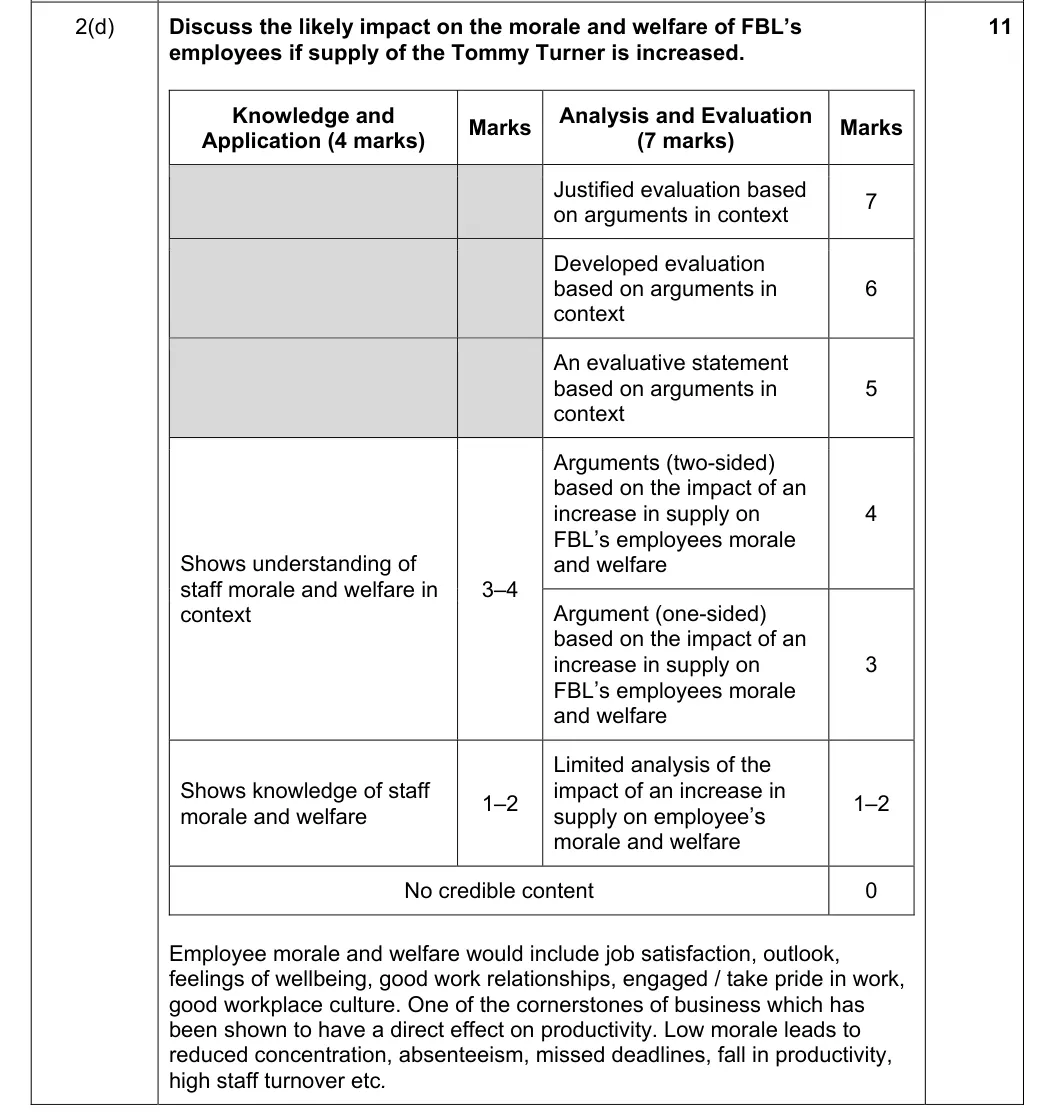 2(d)
Discuss the likely impact on the morale and welfare of FBL’s
employees if supply of the Tommy Turner is increased.
11
Knowledge and
Application (4 marks)
Marks
Analysis and Evaluation
(7 marks)
Marks
Justified evaluation based
on arguments in context
7
Developed evaluation
based on arguments in
context
6
An evaluative statement
based on arguments in
context
5
Shows understanding of
staff morale and welfare in
context
3–4
Arguments (two-sided)
based on the impact of an
increase in supply on
FBL’s employees morale
and welfare
4
Argument (one-sided)
based on the impact of an
increase in supply on
FBL’s employees morale
and welfare
3
Shows knowledge of staff
morale and welfare
1–2
Limited analysis of the
impact of an increase in
supply on employee’s
morale and welfare
1–2
No credible content
0
Employee morale and welfare would include job satisfaction, outlook,
feelings of wellbeing, good work relationships, engaged / take pride in work,
good workplace culture. One of the cornerstones of business which has
been shown to have a direct effect on productivity. Low morale leads to
reduced concentration, absenteeism, missed deadlines, fall in productivity,
high staff turnover etc.